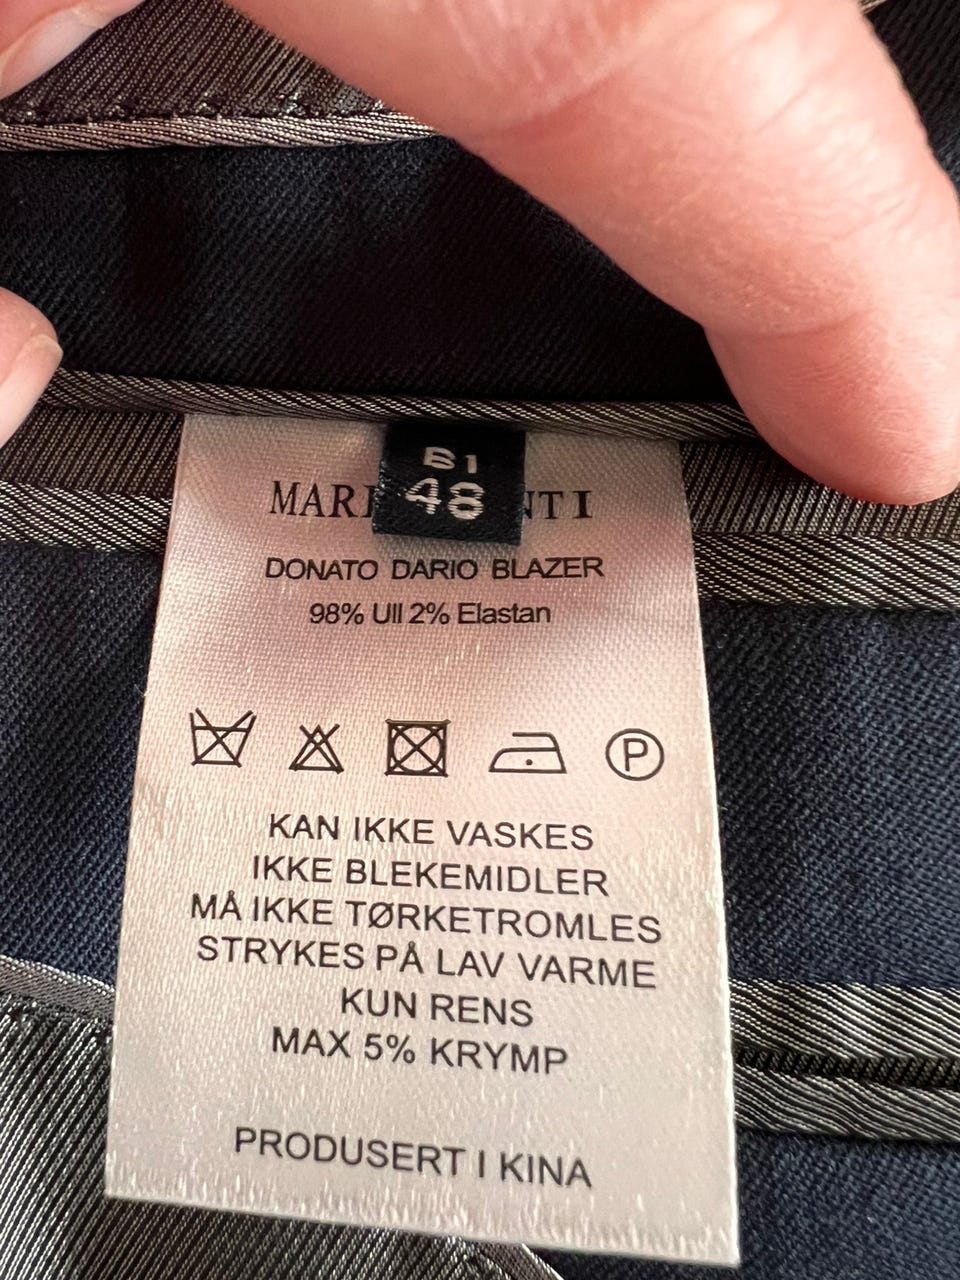 B1
48
DONATO DARIO BLAZER
98% Ull 2% Elastan
P
KAN IKKE VASKES
IKKE BLEKEMIDLER
MÅ IKKE TØRKETROMLES
STRYKES PÅ LAV VARME
KUN RENS
MAX 5% KRYMP
PRODUSERT I KINA